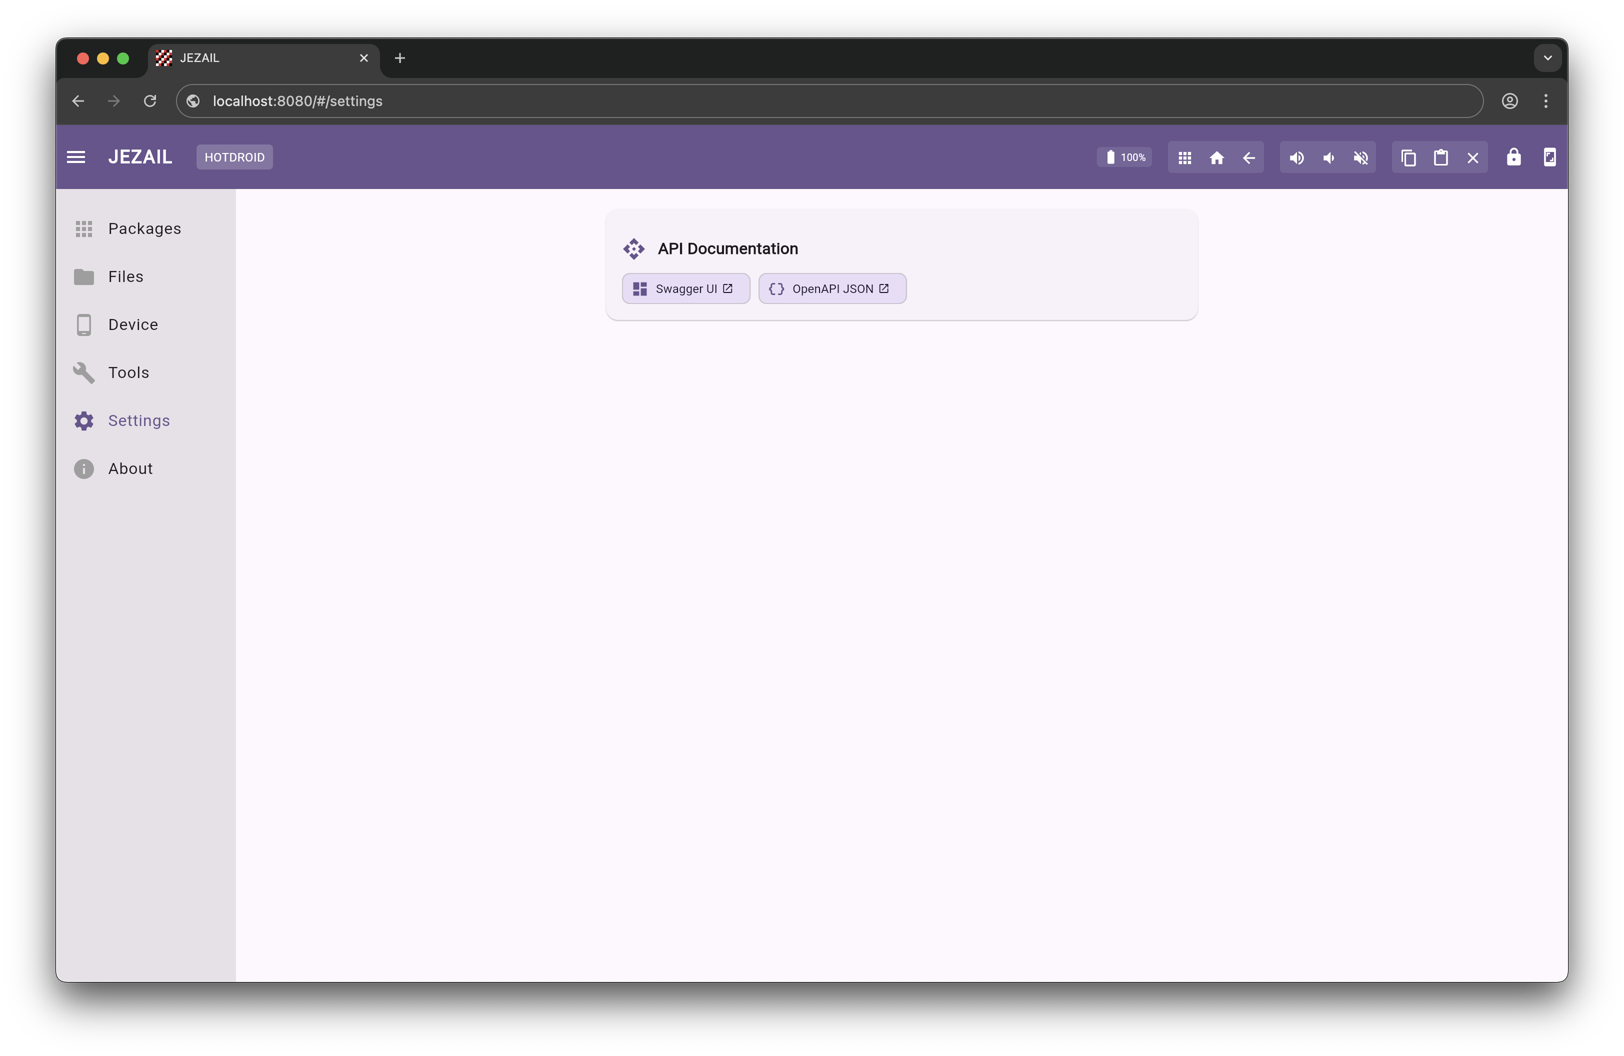 JEZAIL
localhost:8080/#/settings
JEZAIL
HOTDROID
100%
Packages
Files
Device
Tools
Settings
About
API Documentation
Swagger UI
OpenAPI JSON